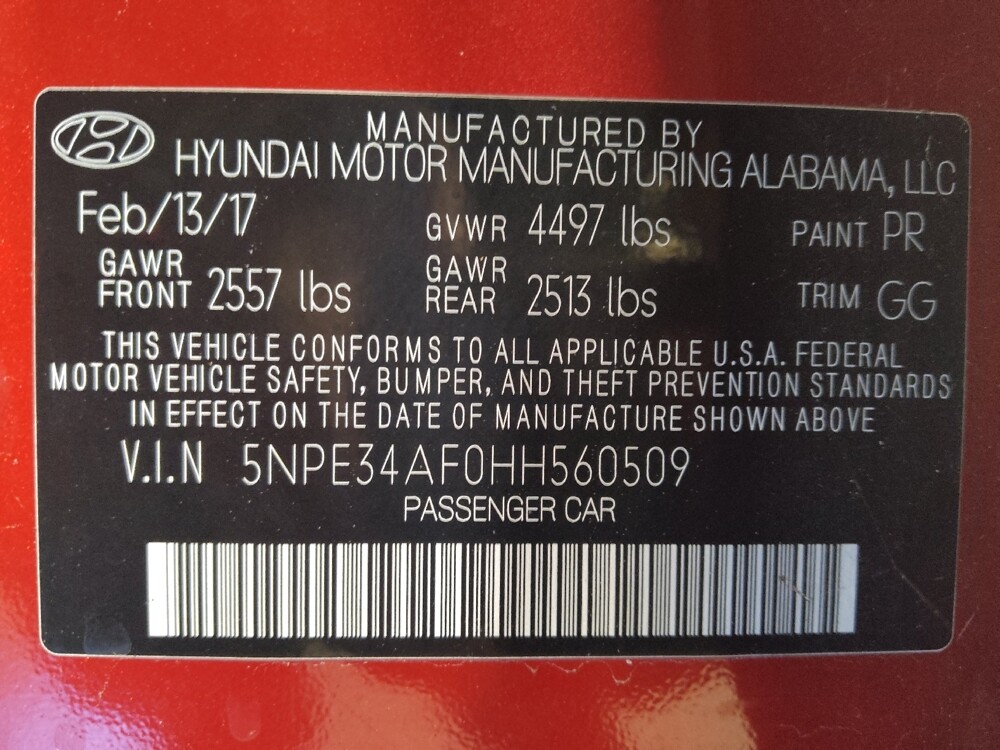 MANUFACTURED BY
HYUNDAI MOTOR MANUFACTURING ALABAMA, LLC
Feb/13/17 GVWR 4497 lbs PAINT PR
GAWR FRONT 2557 lbs GAWR REAR 2513 lbs TRIM GG
THIS VEHICLE CONFORMS TO ALL APPLICABLE U.S.A. FEDERAL
MOTOR VEHICLE SAFETY, BUMPER, AND THEFT PREVENTION STANDARDS
IN EFFECT ON THE DATE OF MANUFACTURE SHOWN ABOVE
V.I.N 5NPE34AF0HH560509
PASSENGER CAR